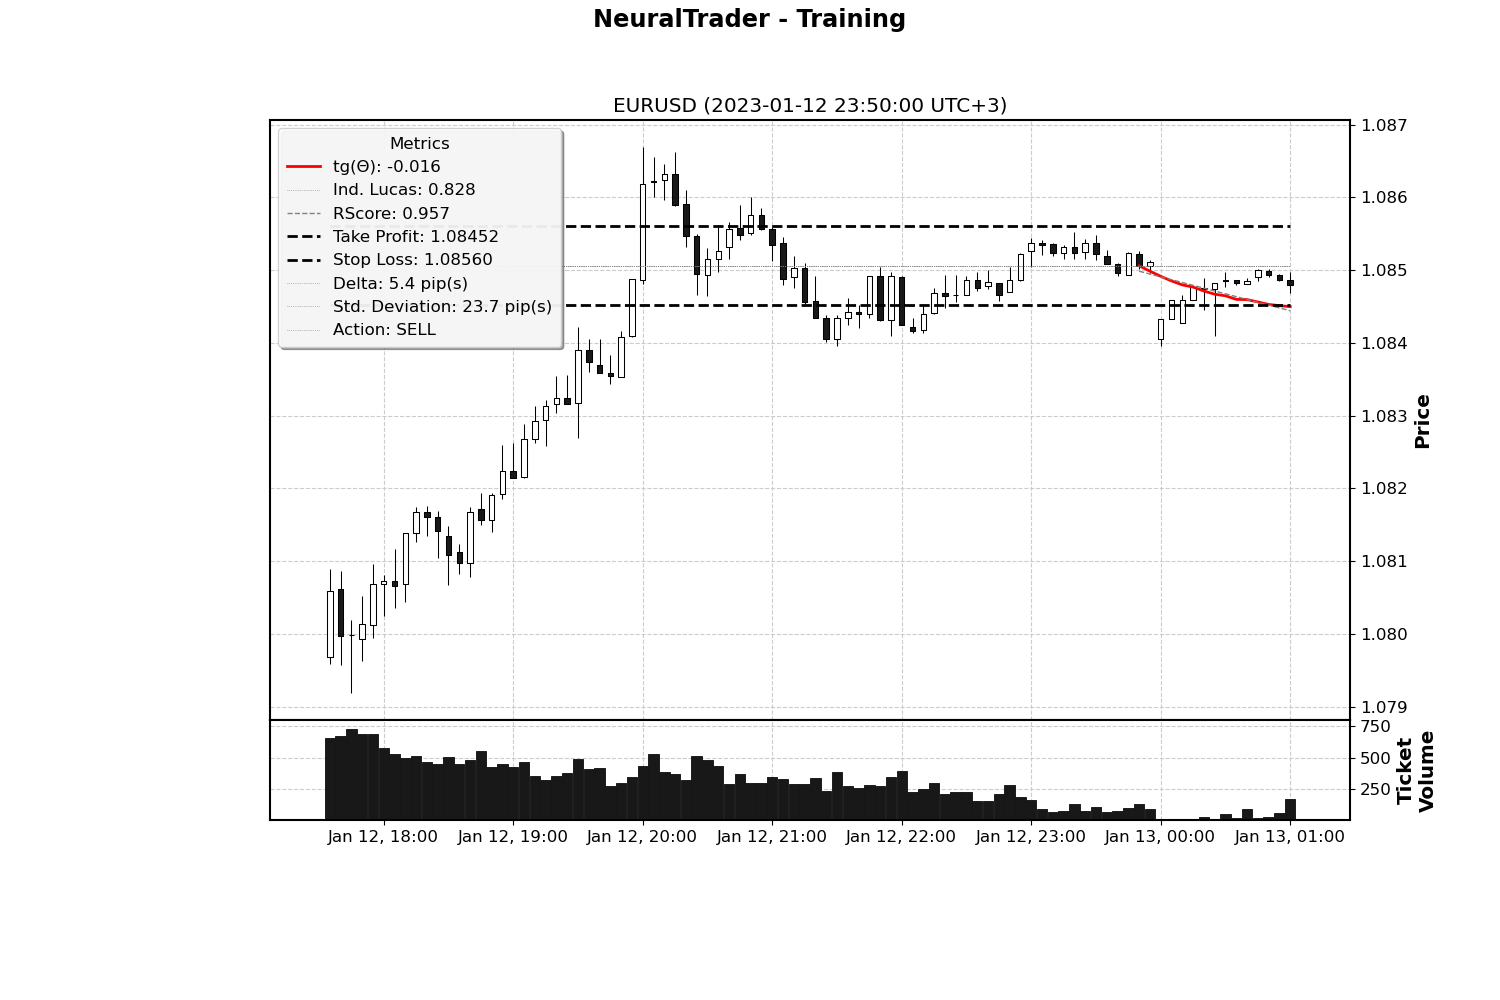 NeuralTrader - Training
EURUSD (2023-01-12 23:50:00 UTC+3)
Metrics
tg(Θ): -0.016
Ind. Lucas: 0.828
RScore: 0.957
Take Profit: 1.08452
Stop Loss: 1.08560
Delta: 5.4 pip(s)
Std. Deviation: 23.7 pip(s)
Action: SELL
1.087
1.086
1.085
1.084
1.083
1.082
1.081
1.080
1.079
Price
750
500
250
Ticket
Volume
Jan 12, 18:00
Jan 12, 19:00
Jan 12, 20:00
Jan 12, 21:00
Jan 12, 22:00
Jan 12, 23:00
Jan 13, 00:00
Jan 13, 01:00